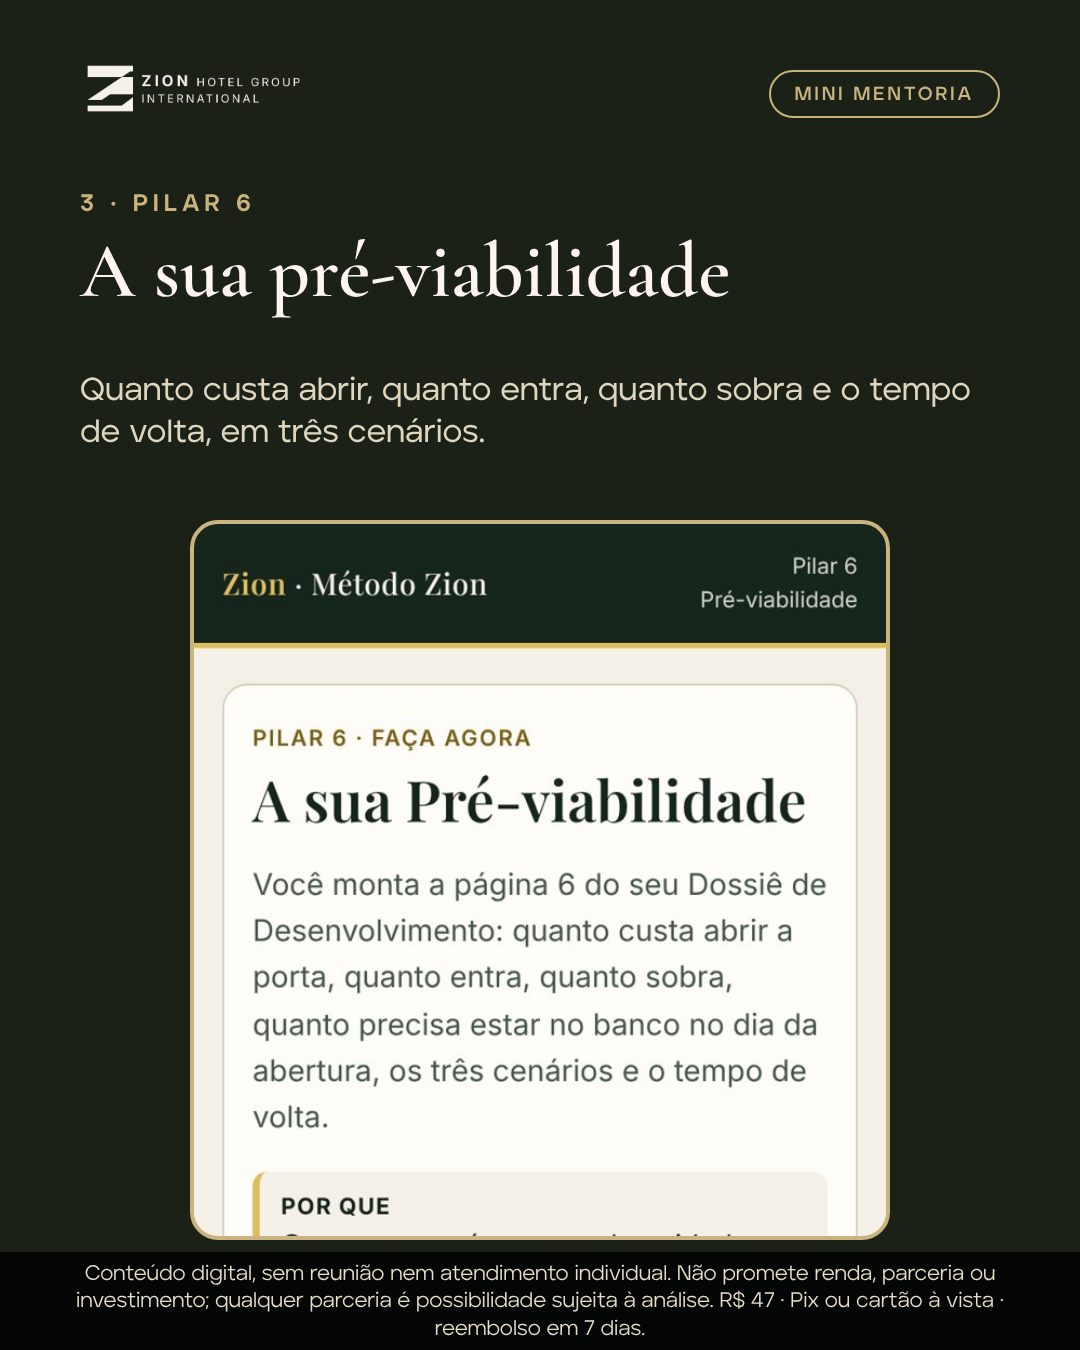 ZION HOTEL GROUP
INTERNATIONAL
MINI MENTORIA
3 · PILAR 6
A sua pré-viabilidade
Quanto custa abrir, quanto entra, quanto sobra e o tempo
de volta, em três cenários.
Zion · Método Zion
Pilar 6
Pré-viabilidade
PILAR 6 · FAÇA AGORA
A sua Pré-viabilidade
Você monta a página 6 do seu Dossiê de
Desenvolvimento: quanto custa abrir a
porta, quanto entra, quanto sobra,
quanto precisa estar no banco no dia da
abertura, os três cenários e o tempo de
volta.
POR QUE
Conteúdo digital, sem reunião nem atendimento individual. Não promete renda, parceria ou
investimento; qualquer parceria é possibilidade sujeita à análise. R$ 47 · Pix ou cartão à vista ·
reembolso em 7 dias.